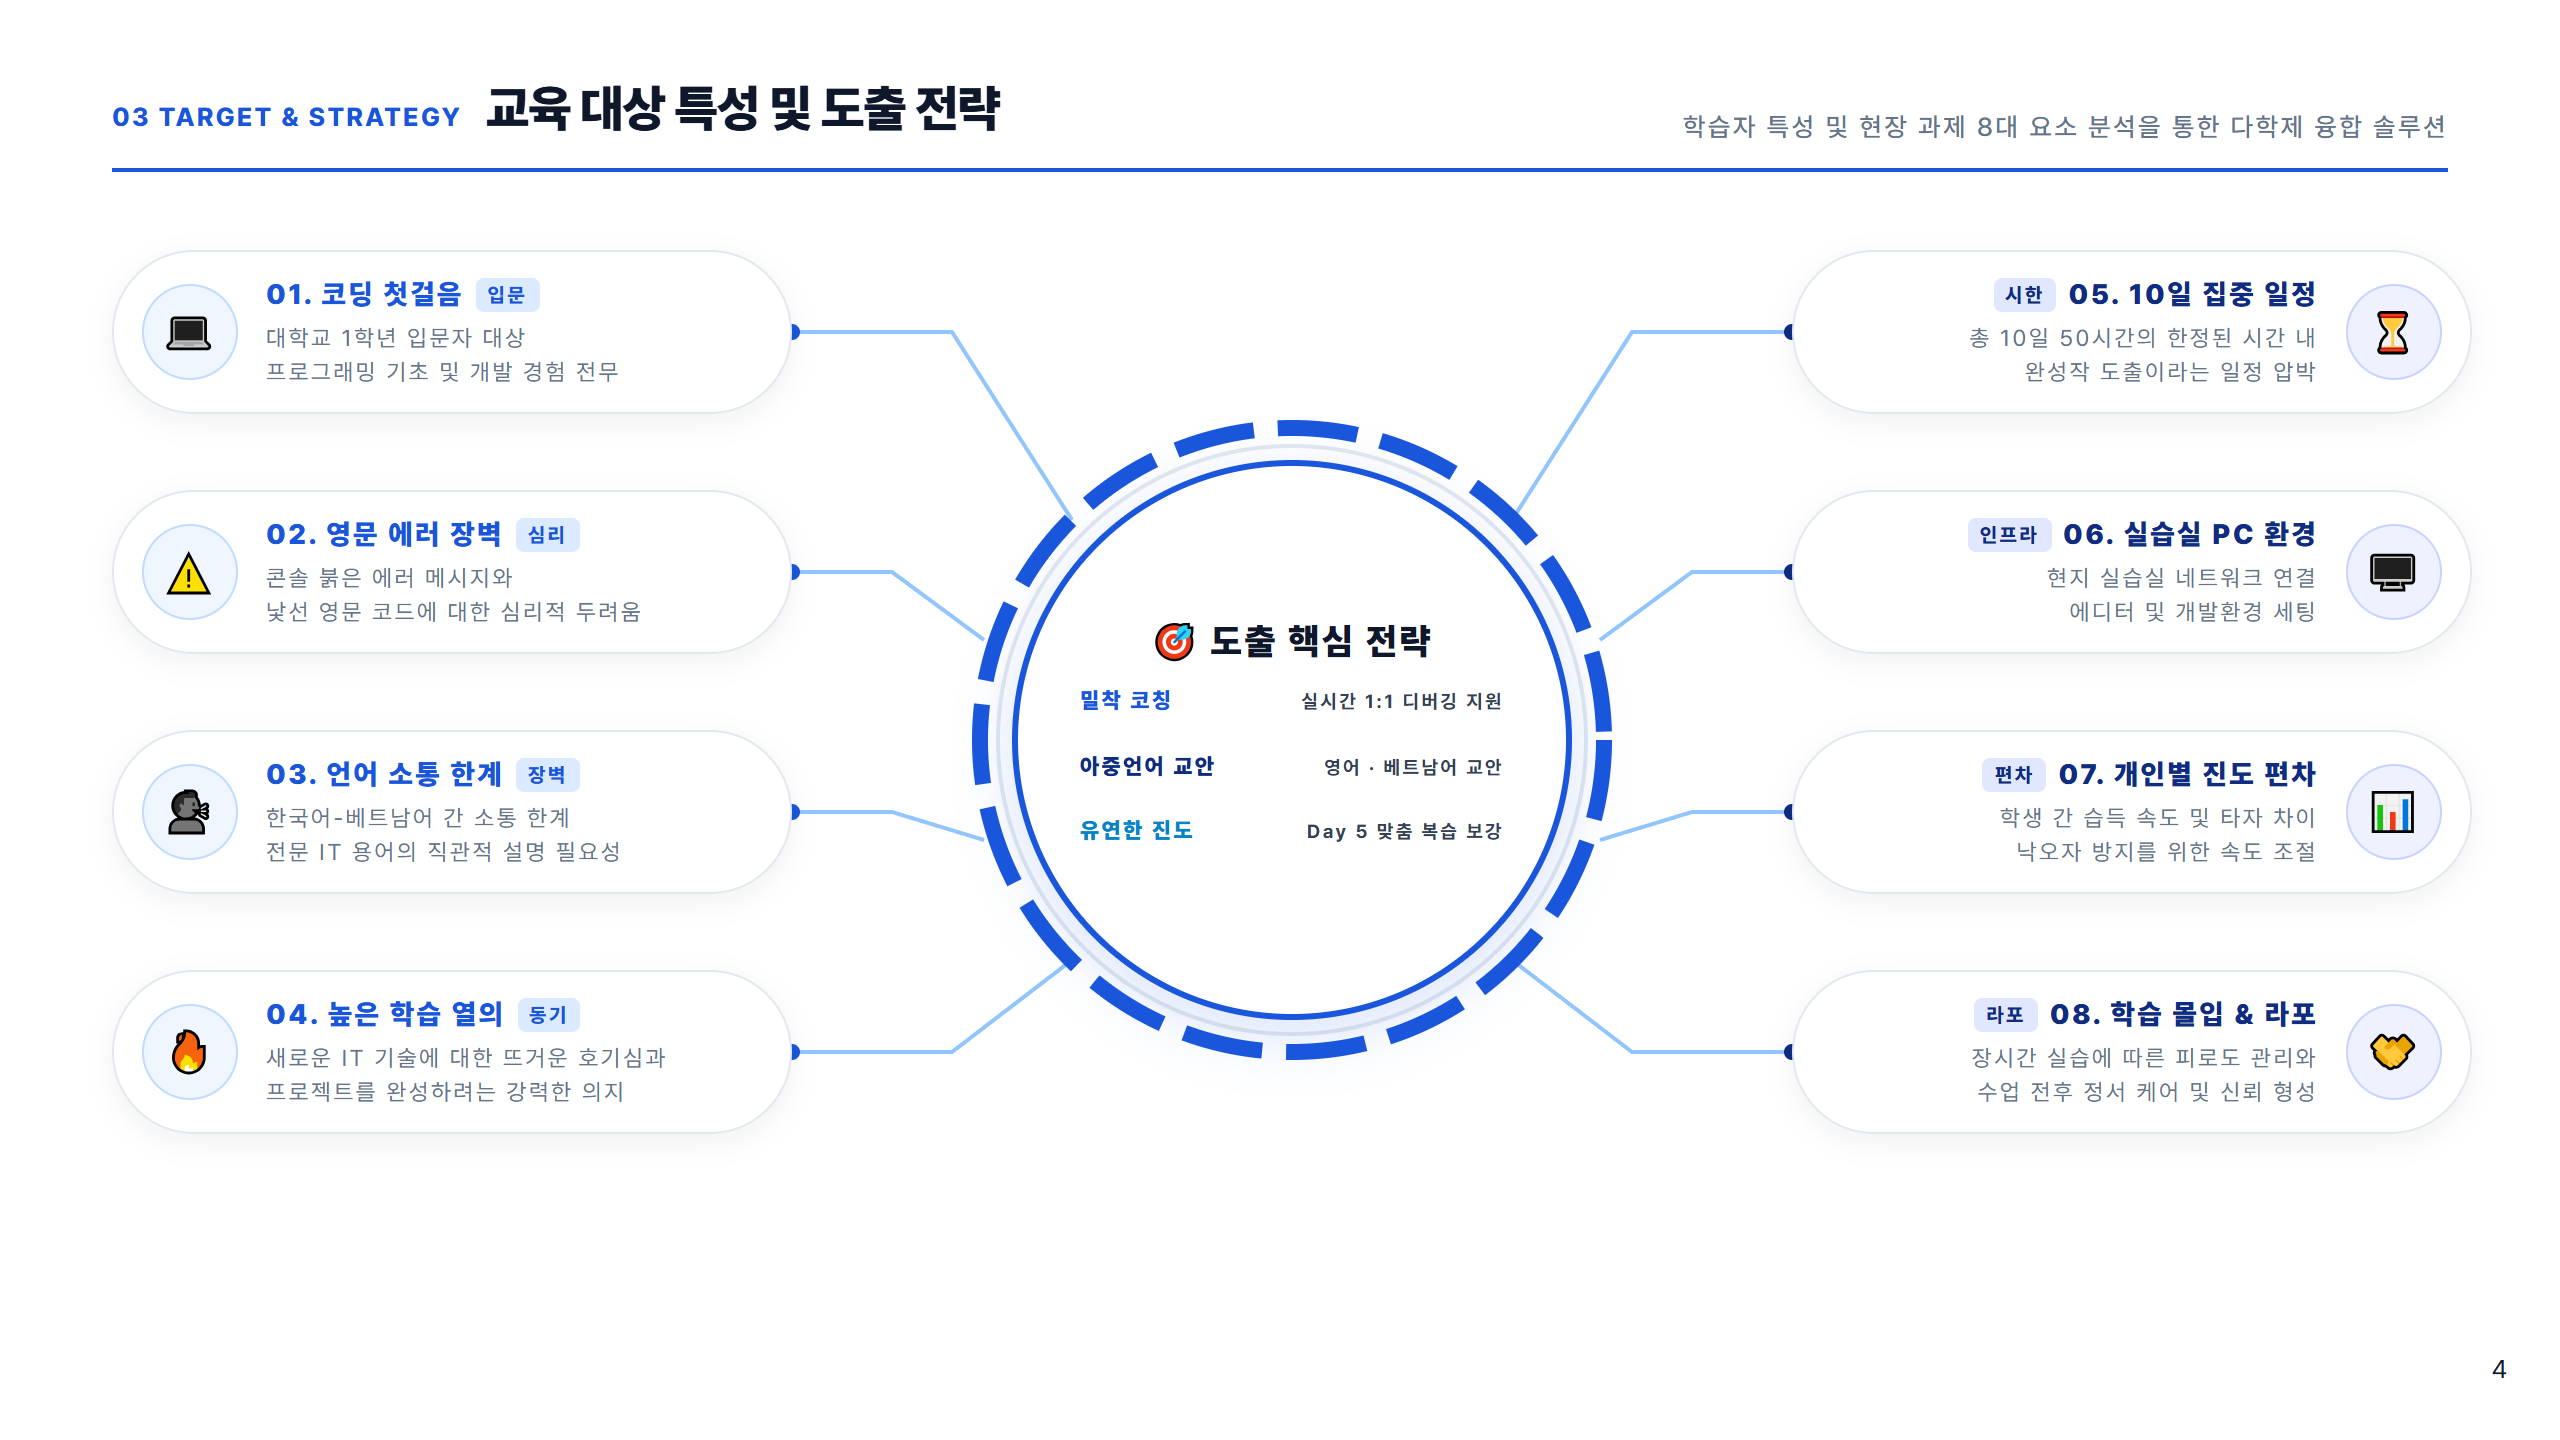 03 TARGET & STRATEGY 교육 대상 특성 및 도출 전략
학습자 특성 및 현장 과제 8대 요소 분석을 통한 다학제 융합 솔루션
01. 코딩 첫걸음 입문
대학교 1학년 입문자 대상
프로그래밍 기초 및 개발 경험 전무
02. 영문 에러 장벽 심리
콘솔 붉은 에러 메시지와
낯선 영문 코드에 대한 심리적 두려움
03. 언어 소통 한계 장벽
한국어-베트남어 간 소통 한계
전문 IT 용어의 직관적 설명 필요성
04. 높은 학습 열의 동기
새로운 IT 기술에 대한 뜨거운 호기심과
프로젝트를 완성하려는 강력한 의지
도출 핵심 전략
밀착 코칭 실시간 1:1 디버깅 지원
아중언어 교안 영어 · 베트남어 교안
유연한 진도 Day 5 맞춤 복습 보강
시한 05. 10일 집중 일정
총 10일 50시간의 한정된 시간 내
완성작 도출이라는 일정 압박
인프라 06. 실습실 PC 환경
현지 실습실 네트워크 연결
에디터 및 개발환경 세팅
편차 07. 개인별 진도 편차
학생 간 습득 속도 및 타자 차이
낙오자 방지를 위한 속도 조절
라포 08. 학습 몰입 & 라포
장시간 실습에 따른 피로도 관리와
수업 전후 정서 케어 및 신뢰 형성
4